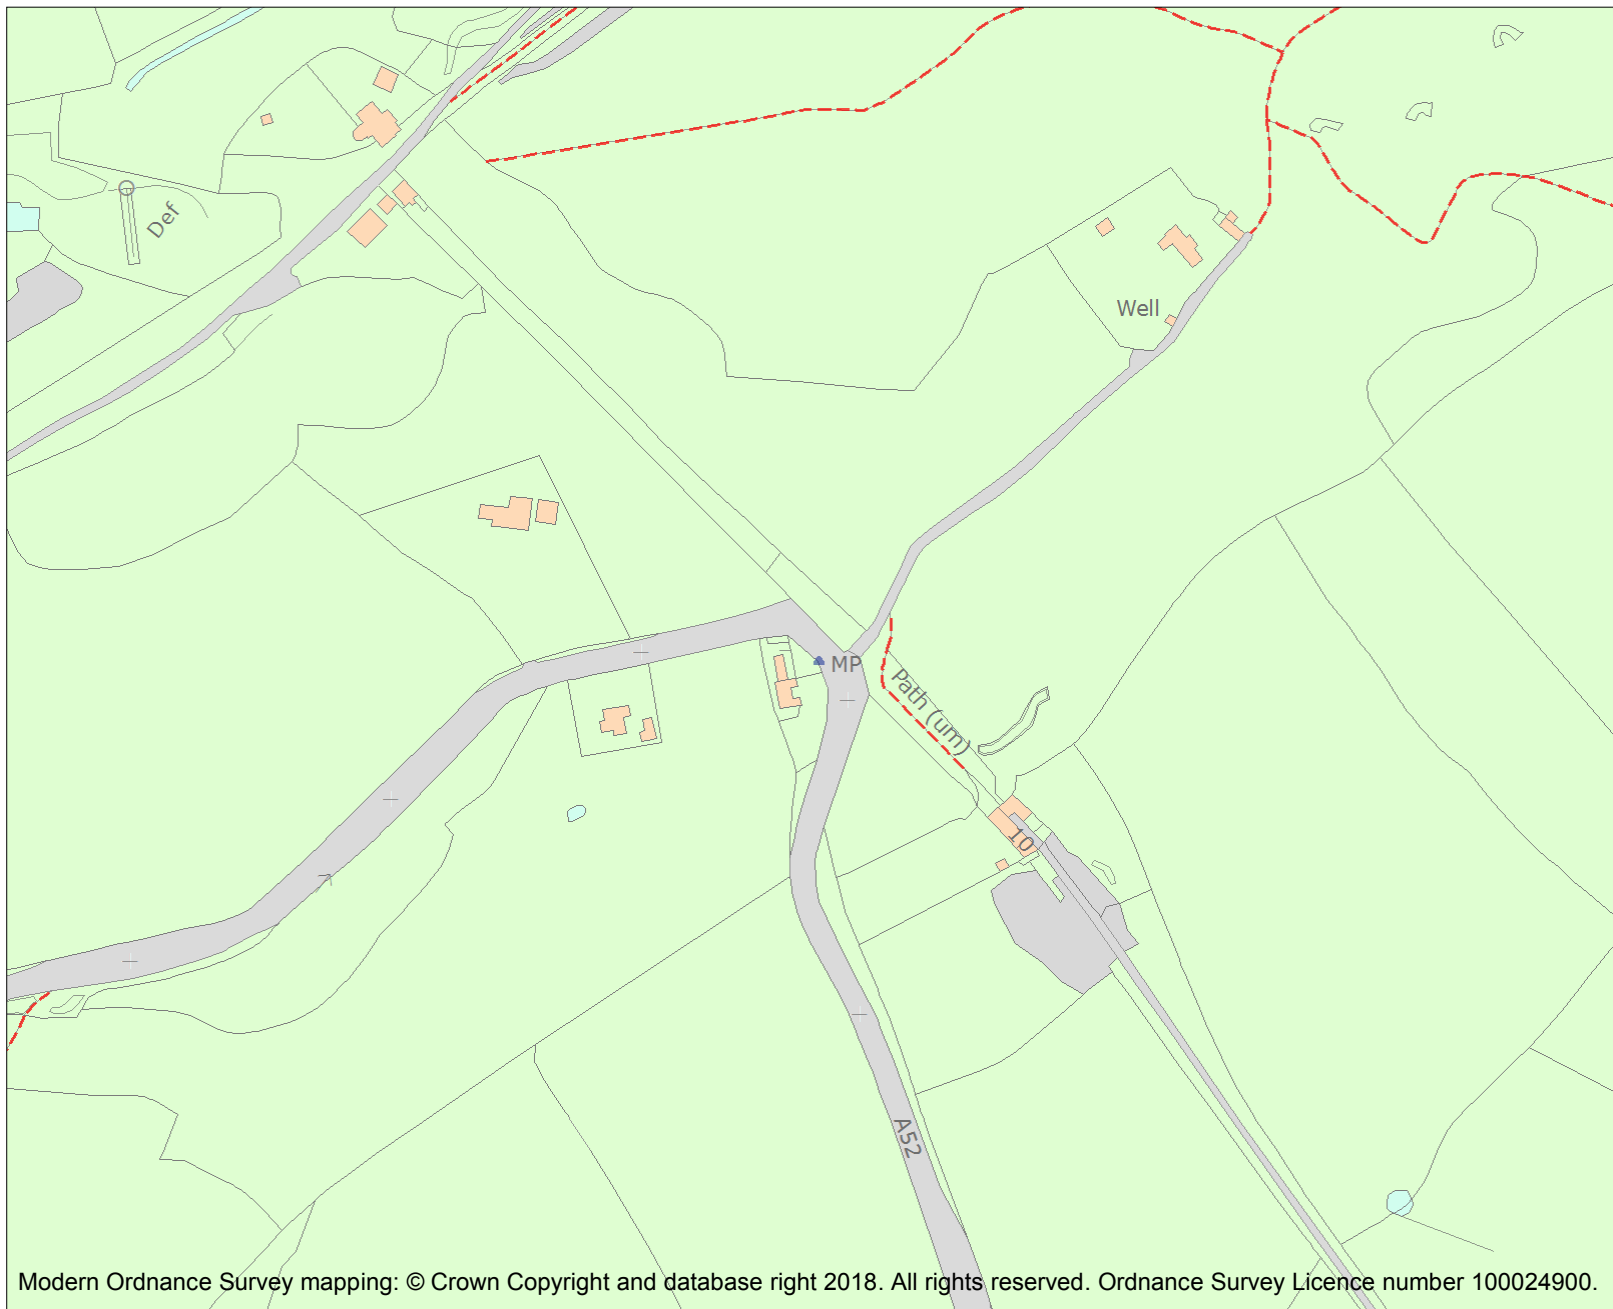 Def
Well
MP
Path (um)
10
A52
Modern Ordnance Survey mapping: © Crown Copyright and database right 2018. All rights reserved. Ordnance Survey Licence number 100024900.